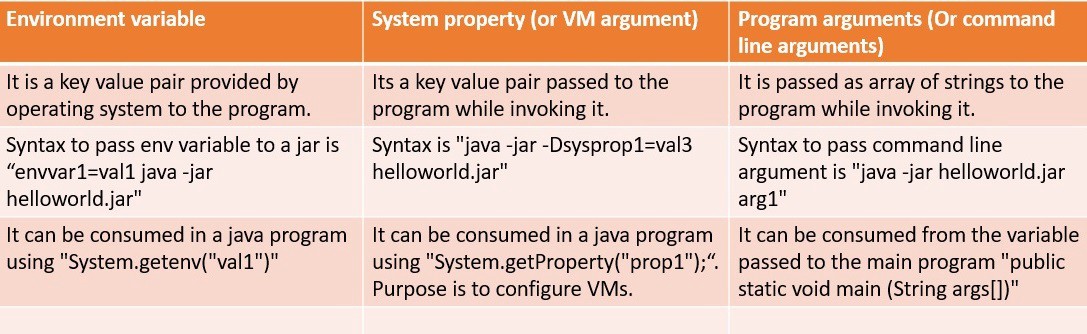 Environment variable
System property (or VM argument)
Program arguments (Or command
line arguments)
It is a key value pair provided by
operating system to the program.
Its a key value pair passed to the
program while invoking it.
It is passed as array of strings to the
program while invoking it.
Syntax to pass env variable to a jar is
“envvar1=val1 java -jar
helloworld.jar"
Syntax is "java -jar -Dsysprop1=val3
helloworld.jar"
Syntax to pass command line
argument is "java -jar helloworld.jar
arg1"
It can be consumed in a java program
using "System.getenv("val1")"
It can be consumed in a java program
using "System.getProperty("prop1");“.
Purpose is to configure VMs.
It can be consumed from the variable
passed to the main program "public
static void main (String args[])"